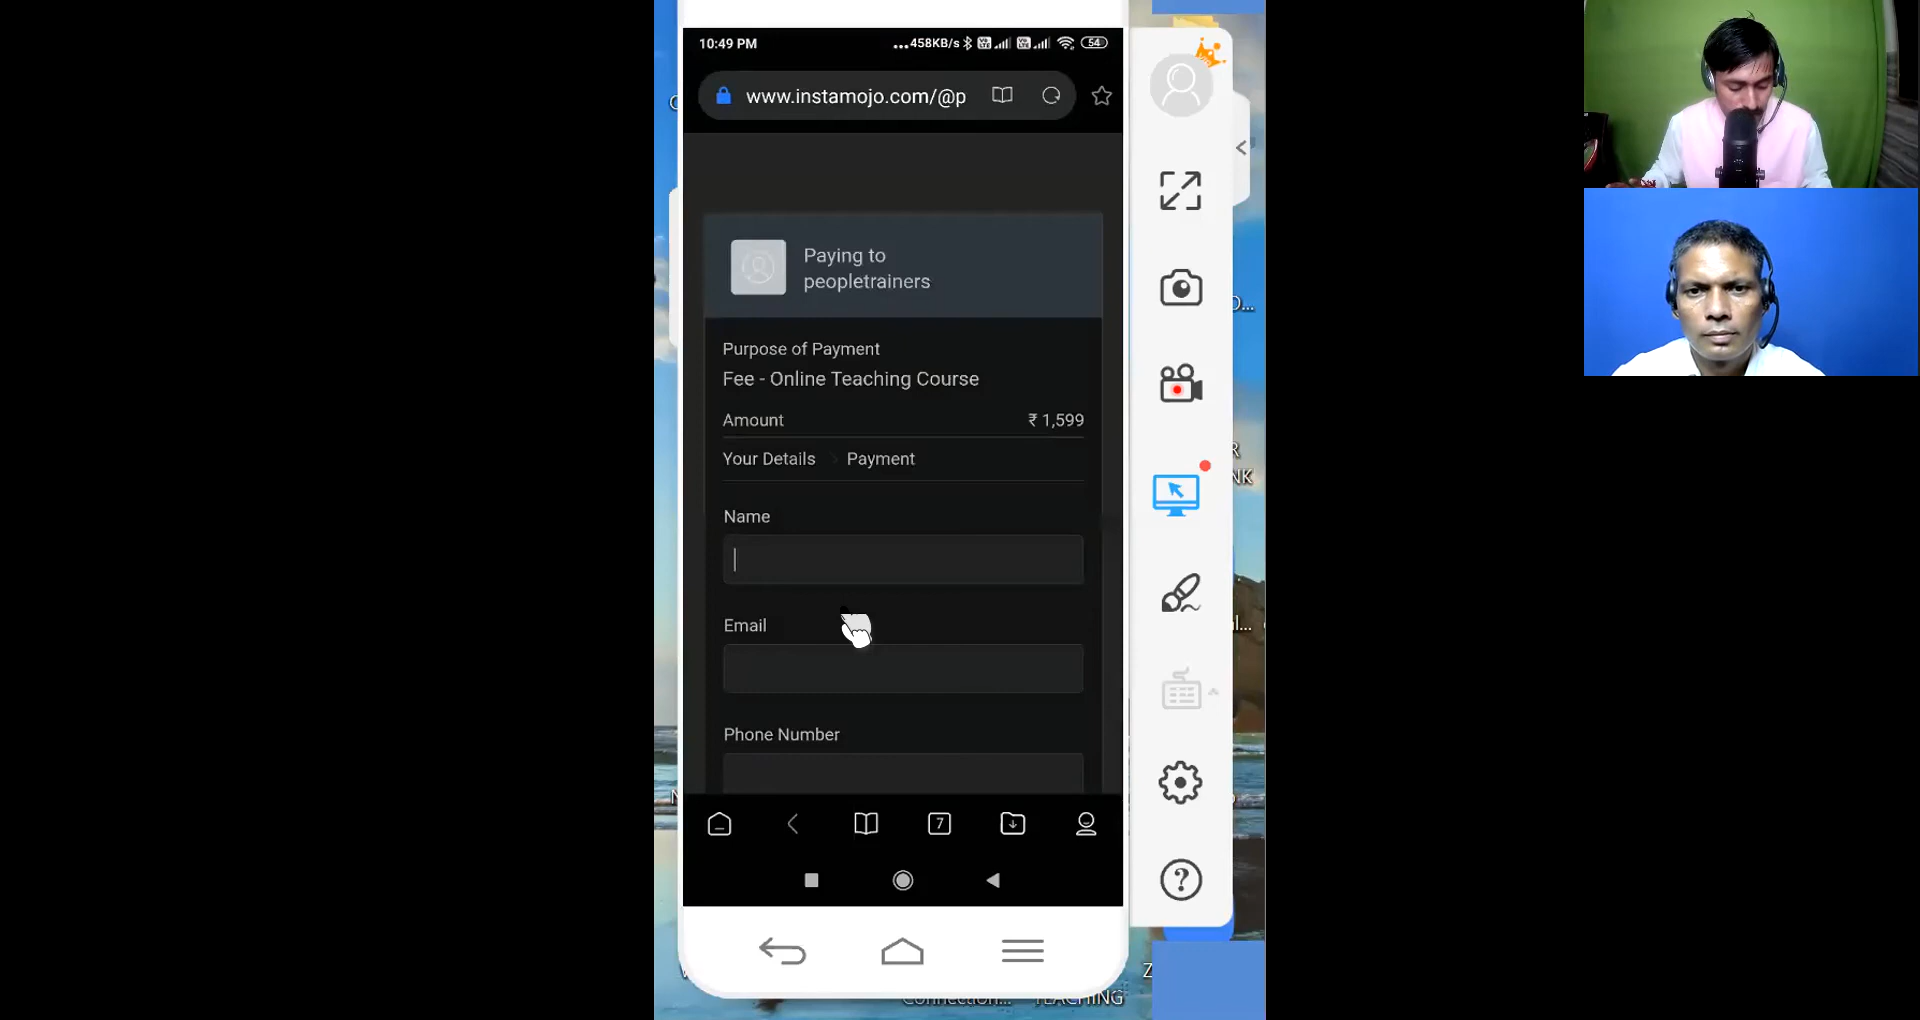 10:49 PM
...458KB/s
54
www.instamojo.com/@p
Paying to
peopletrainers
Purpose of Payment
Fee - Online Teaching Course
Amount
₹ 1,599
Your Details
Payment
Name
Email
Phone Number
7
NK